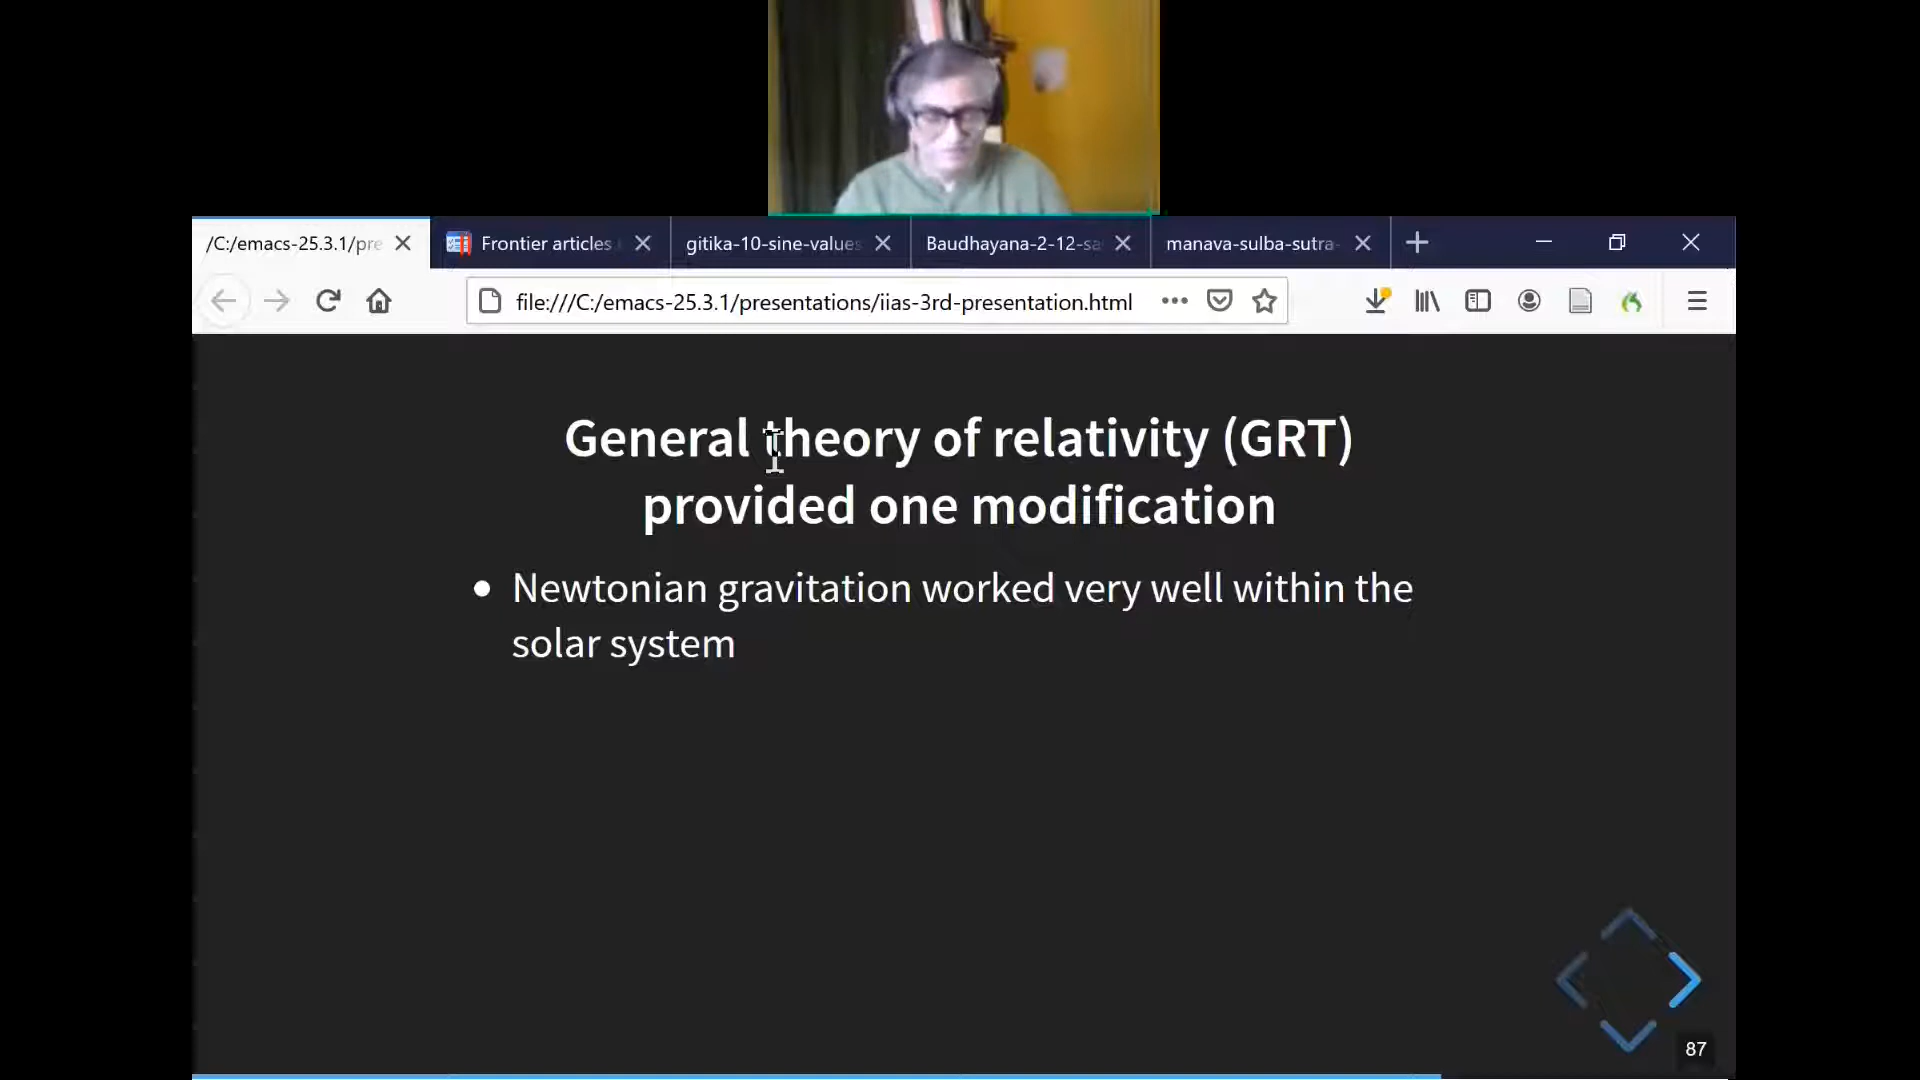 /C:/emacs-25.3.1/pre
Frontier articles
gitika-10-sine-values
Baudhayana-2-12-sa
manava-sulba-sutra-
file:///C:/emacs-25.3.1/presentations/iias-3rd-presentation.html
General theory of relativity (GRT)
provided one modification
• Newtonian gravitation worked very well within the
solar system
87